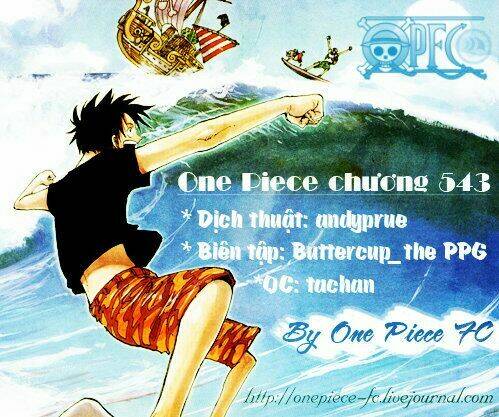 OPFC
One Piece chương 543
* Dịch thuật: andyprue
* Biên tập: Buttercup_the PPG
*QC: tachan
By One Piece FC
http://onepiece-fc.livejournal.com